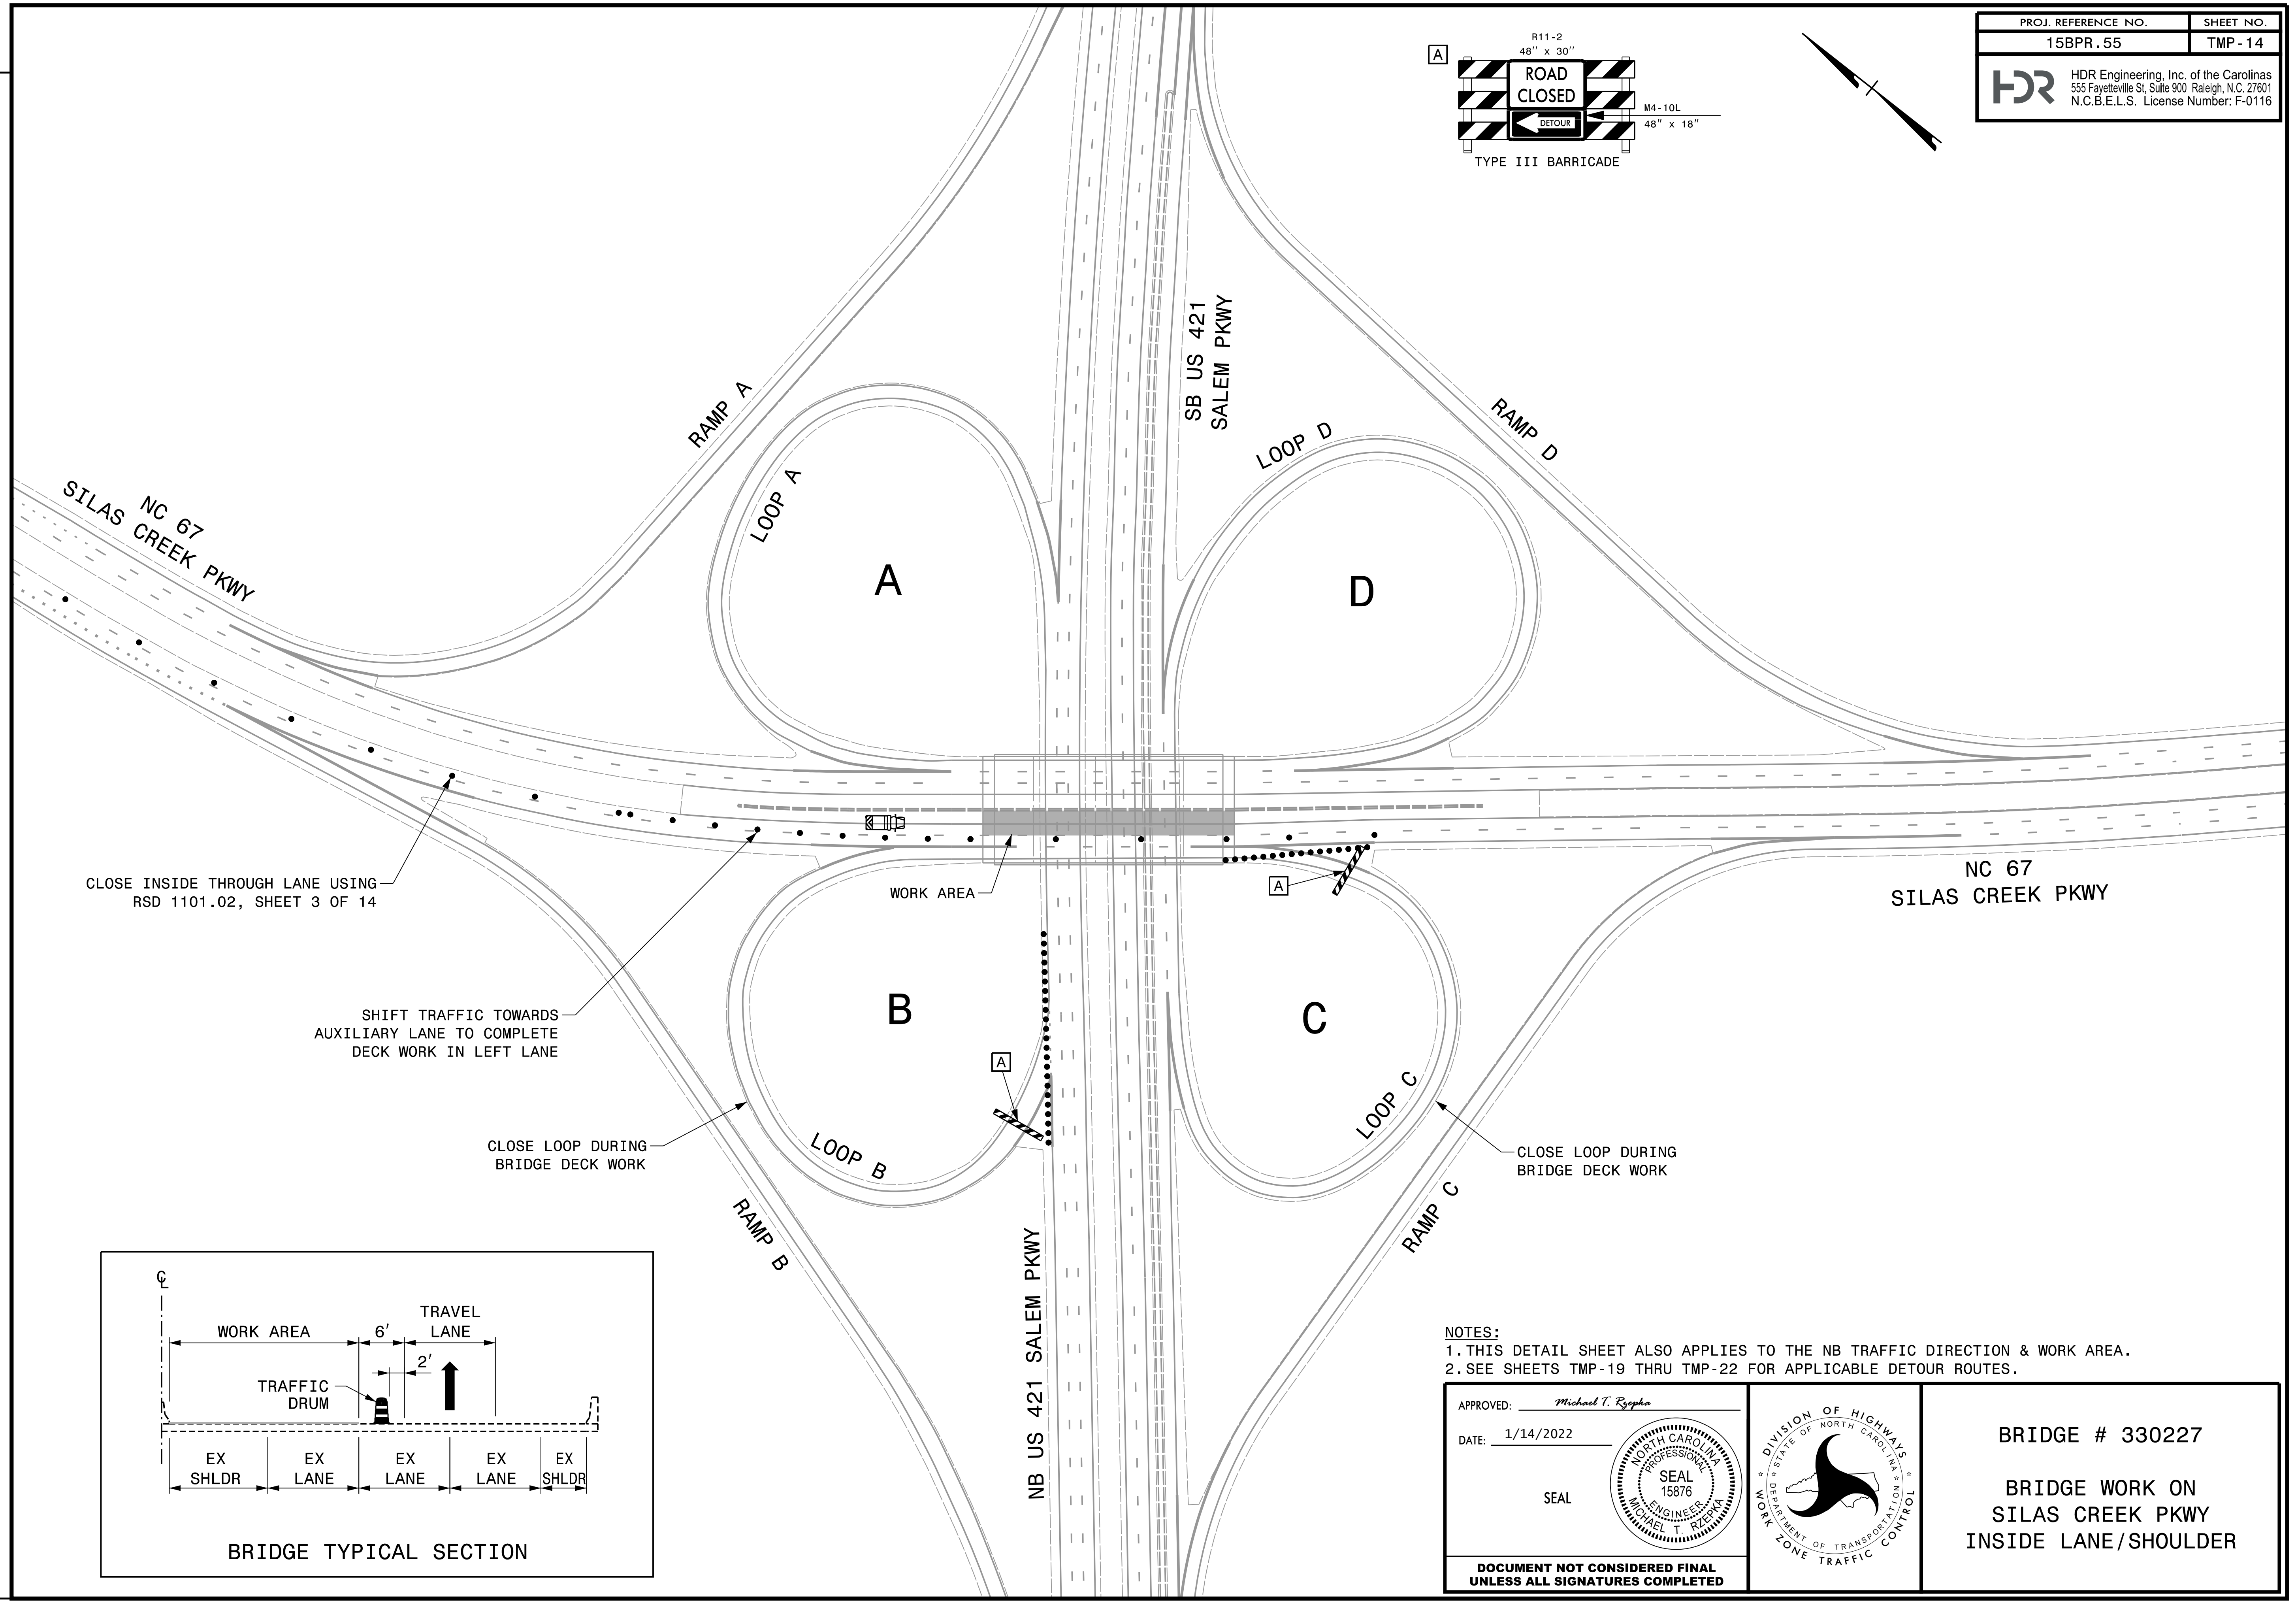 PROJ. REFERENCE NO.
SHEET NO.
15BPR.55
TMP-14
HDR
HDR Engineering, Inc. of the Carolinas
555 Fayetteville St, Suite 900 Raleigh, N.C. 27601
N.C.B.E.L.S. License Number: F-0116
A
R11-2
48" x 30"
ROAD
CLOSED
DETOUR
M4-10L
48" x 18"
TYPE III BARRICADE
SB US 421
SALEM PKWY
RAMP A
LOOP A
LOOP D
RAMP D
NC 67
SILAS CREEK PKWY
A
D
CLOSE INSIDE THROUGH LANE USING
RSD 1101.02, SHEET 3 OF 14
WORK AREA
A
NC 67
SILAS CREEK PKWY
SHIFT TRAFFIC TOWARDS
AUXILIARY LANE TO COMPLETE
DECK WORK IN LEFT LANE
B
C
A
CLOSE LOOP DURING
BRIDGE DECK WORK
LOOP B
LOOP C
CLOSE LOOP DURING
BRIDGE DECK WORK
RAMP B
RAMP C
NB US 421 SALEM PKWY
CL
WORK AREA
6'
TRAVEL
LANE
2'
TRAFFIC
DRUM
EX
SHLDR
EX
LANE
EX
LANE
EX
LANE
EX
SHLDR
BRIDGE TYPICAL SECTION
NOTES:
1.THIS DETAIL SHEET ALSO APPLIES TO THE NB TRAFFIC DIRECTION & WORK AREA.
2.SEE SHEETS TMP-19 THRU TMP-22 FOR APPLICABLE DETOUR ROUTES.
APPROVED: Michael T. Rzepka
DATE: 1/14/2022
SEAL
NORTH CAROLINA
PROFESSIONAL
SEAL
15876
ENGINEER
MICHAEL T. RZEPKA
DOCUMENT NOT CONSIDERED FINAL
UNLESS ALL SIGNATURES COMPLETED
DIVISION OF HIGHWAYS
STATE OF NORTH CAROLINA
DEPARTMENT OF TRANSPORTATION
WORK ZONE TRAFFIC CONTROL
BRIDGE # 330227
BRIDGE WORK ON
SILAS CREEK PKWY
INSIDE LANE/SHOULDER